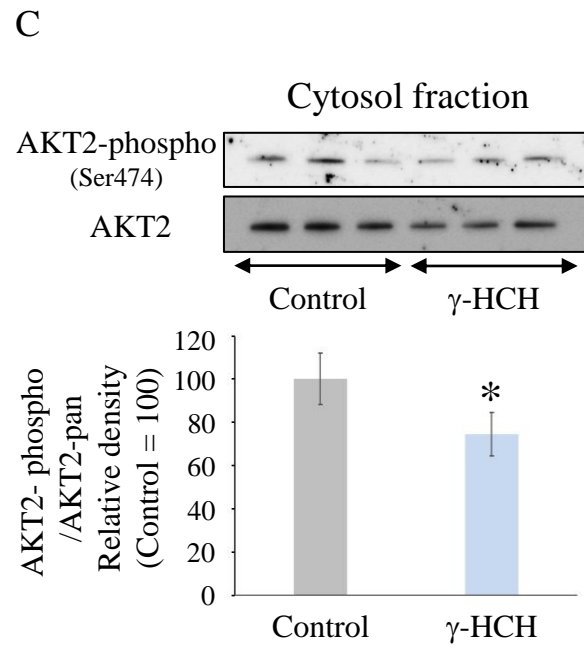 C
Cytosol fraction
AKT2-phospho
(Ser474)
AKT2
Control γ-HCH
AKT2- phospho
/AKT2-pan
Relative density
(Control = 100)
120
100
80
60
40
20
0
*
Control γ-HCH